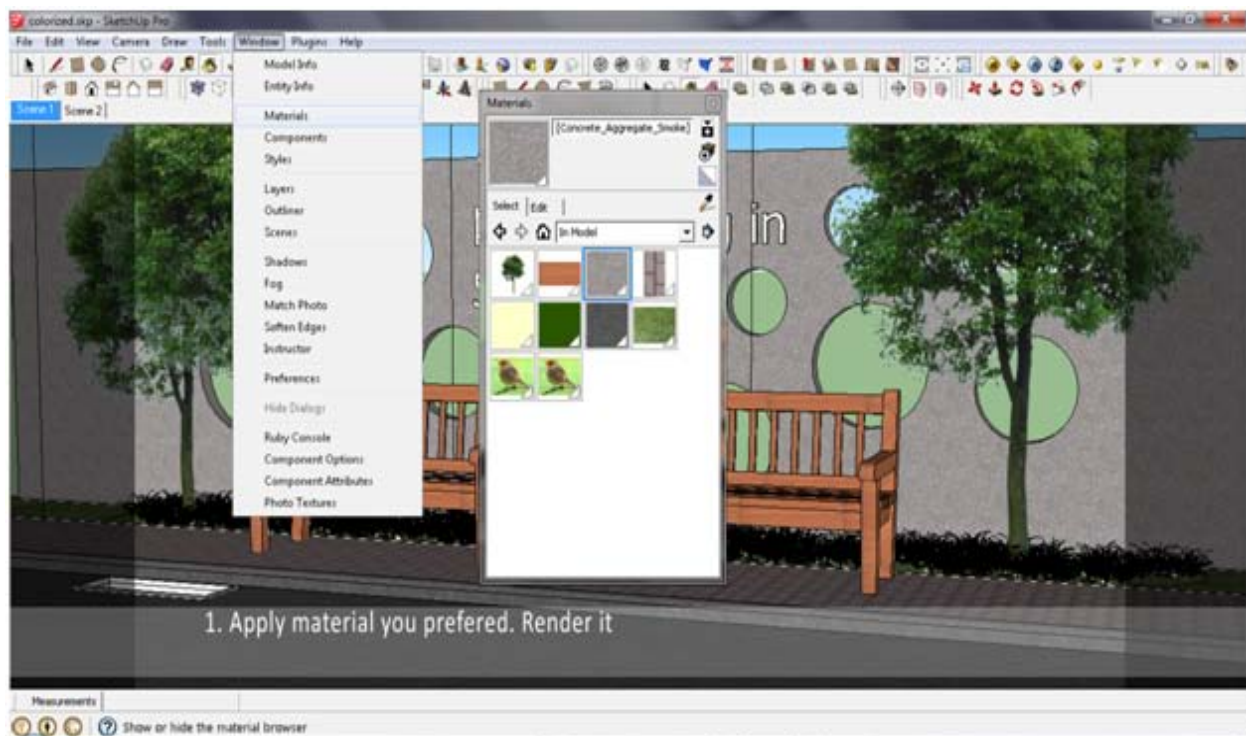 colorized.skp - SketchUp Pro
File Edit View Camera Draw Tools Window Plugins Help
Scene 1 Scene 2
Model Info
Entity Info
Materials
Components
Styles
Layers
Outliner
Scenes
Shadows
Fog
Match Photo
Soften Edges
Instructor
Preferences
Hide Dialogs
Ruby Console
Component Options
Component Attributes
Photo Textures
Materials
[Concrete_Aggregate_Smoke]
Select Edit
In Model
in
1. Apply material you prefered. Render it
Measurements
Show or hide the material browser